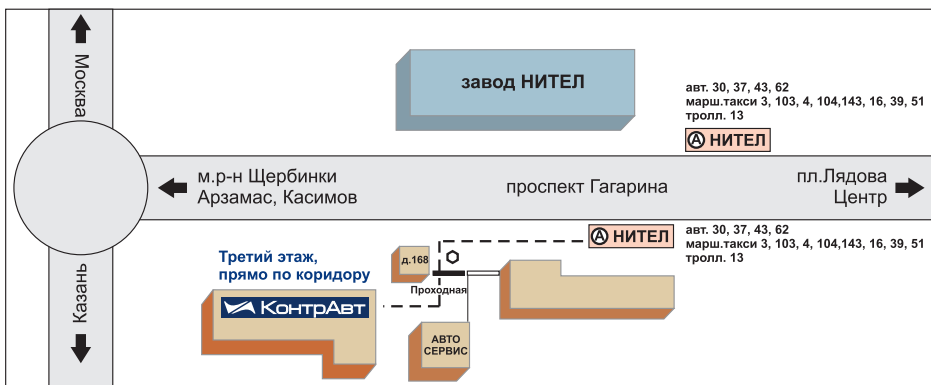 Москва
завод НИТЕЛ
авт. 30, 37, 43, 62
марш.такси 3, 103, 4, 104,143, 16, 39, 51
тролл. 13
А НИТЕЛ
м.р-н Щербинки
Арзамас, Касимов
проспект Гагарина
пл.Лядова
Центр
А НИТЕЛ
авт. 30, 37, 43, 62
марш.такси 3, 103, 4, 104,143, 16, 39, 51
тролл. 13
Третий этаж,
прямо по коридору
д.168
Проходная
КонтрАвт
Казань
АВТО
СЕРВИС